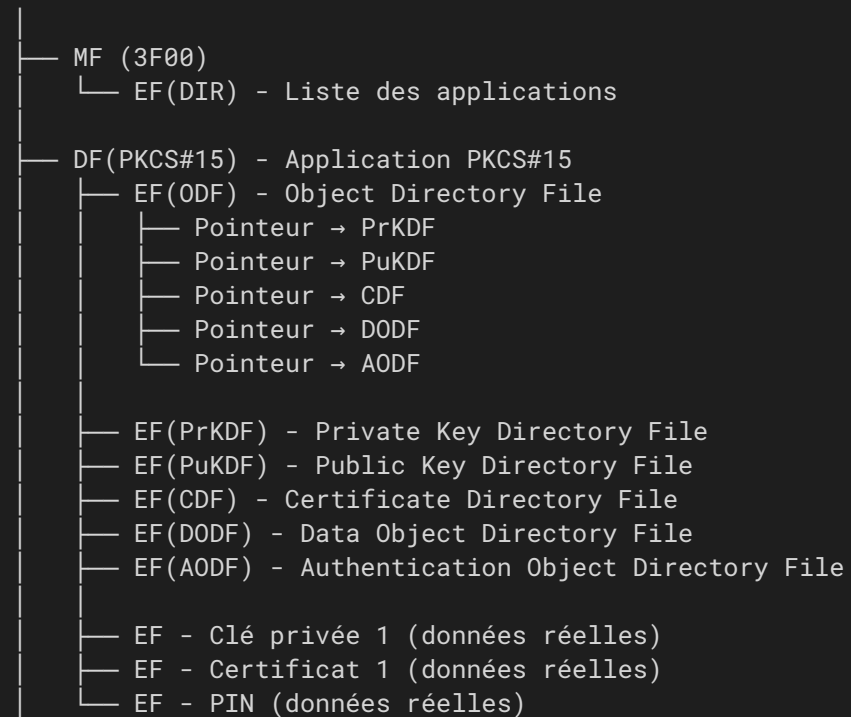 MF (3F00)
EF(DIR) - Liste des applications
DF(PKCS#15) - Application PKCS#15
EF(ODF) - Object Directory File
Pointeur → PrKDF
Pointeur → PuKDF
Pointeur → CDF
Pointeur → DODF
Pointeur → AODF
EF(PrKDF) - Private Key Directory File
EF(PuKDF) - Public Key Directory File
EF(CDF) - Certificate Directory File
EF(DODF) - Data Object Directory File
EF(AODF) - Authentication Object Directory File
EF - Clé privée 1 (données réelles)
EF - Certificat 1 (données réelles)
EF - PIN (données réelles)